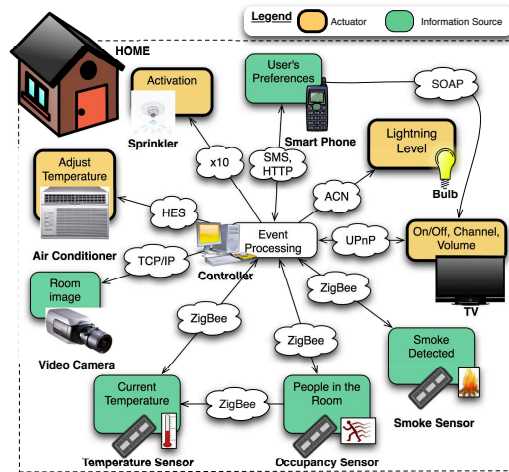 Legend
Actuator
Information Source
HOME
Activation
Sprinkler
User's
Preferences
Smart Phone
SOAP
x10
SMS,
HTTP
Lightning
Level
Bulb
ACN
Adjust
Temperature
Air Conditioner
HES
Event
Processing
Controller
UPnP
On/Off, Channel,
Volume
TV
TCP/IP
Room
image
Video Camera
ZigBee
ZigBee
ZigBee
Smoke
Detected
Smoke Sensor
Current
Temperature
Temperature Sensor
ZigBee
People in the
Room
Occupancy Sensor